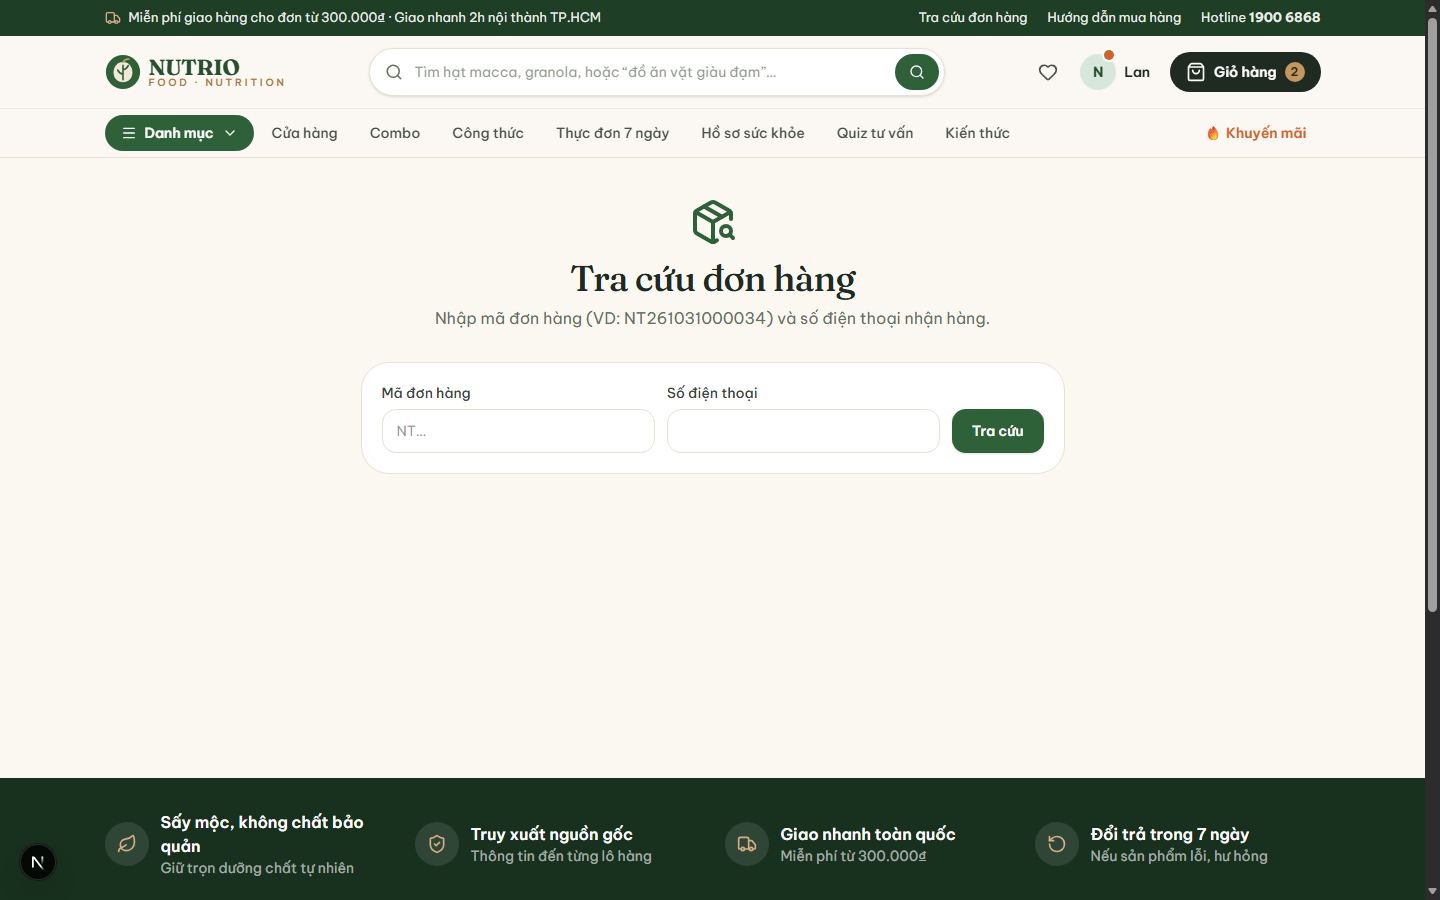 Miễn phí giao hàng cho đơn từ 300.000₫ · Giao nhanh 2h nội thành TP.HCM
Tra cứu đơn hàng
Hướng dẫn mua hàng
Hotline 1900 6868
NUTRIO
FOOD · NUTRITION
Tìm hạt macca, granola, hoặc “đồ ăn vặt giàu đạm”…
N
Lan
Giỏ hàng
2
Danh mục
Cửa hàng
Combo
Công thức
Thực đơn 7 ngày
Hồ sơ sức khỏe
Quiz tư vấn
Kiến thức
Khuyến mãi
Tra cứu đơn hàng
Nhập mã đơn hàng (VD: NT261031000034) và số điện thoại nhận hàng.
Mã đơn hàng
Số điện thoại
NT…
Tra cứu
Sấy mộc, không chất bảo
quản
Giữ trọn dưỡng chất tự nhiên
Truy xuất nguồn gốc
Thông tin đến từng lô hàng
Giao nhanh toàn quốc
Miễn phí từ 300.000₫
Đổi trả trong 7 ngày
Nếu sản phẩm lỗi, hư hỏng
N